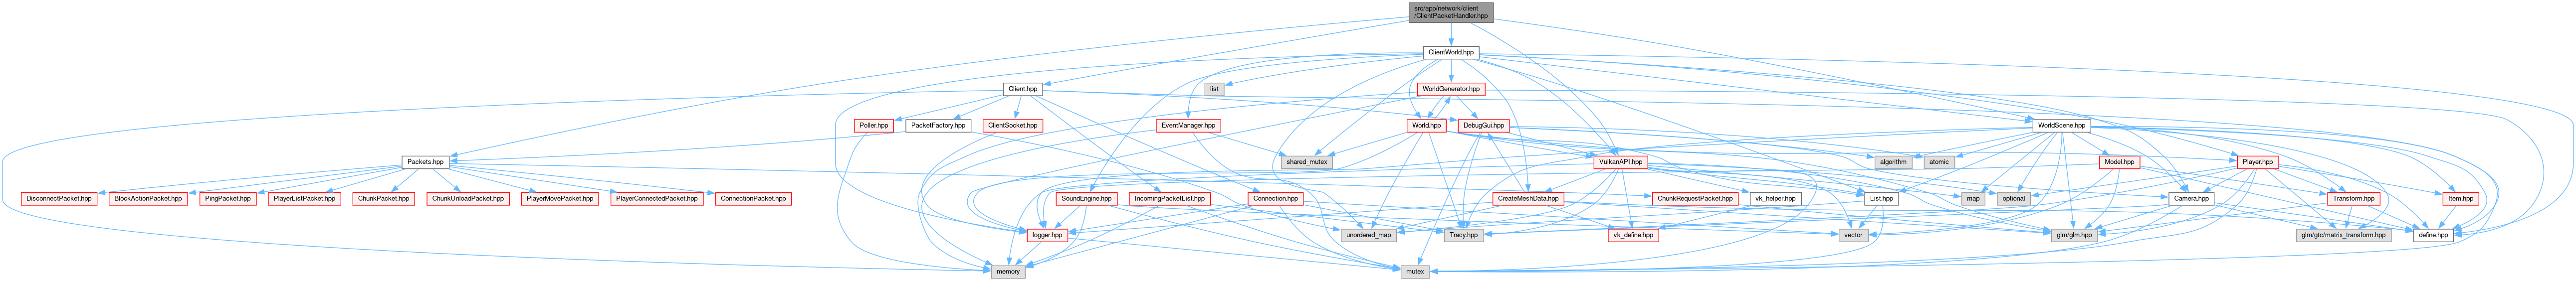 src/app/network/client
/ClientPacketHandler.hpp
ClientWorld.hpp
Client.hpp
list
WorldGenerator.hpp
Poller.hpp
PacketFactory.hpp
ClientSocket.hpp
EventManager.hpp
World.hpp
DebugGui.hpp
WorldScene.hpp
Packets.hpp
shared_mutex
VulkanAPI.hpp
algorithm
atomic
Model.hpp
Player.hpp
DisconnectPacket.hpp
BlockActionPacket.hpp
PingPacket.hpp
PlayerListPacket.hpp
ChunkPacket.hpp
ChunkUnloadPacket.hpp
PlayerMovePacket.hpp
PlayerConnectedPacket.hpp
ConnectionPacket.hpp
ChunkRequestPacket.hpp
SoundEngine.hpp
IncomingPacketList.hpp
Connection.hpp
CreateMeshData.hpp
vk_helper.hpp
List.hpp
map
optional
Camera.hpp
Transform.hpp
Item.hpp
logger.hpp
unordered_map
Tracy.hpp
vk_define.hpp
vector
glm/glm.hpp
glm/gtc/matrix_transform.hpp
define.hpp
memory
mutex